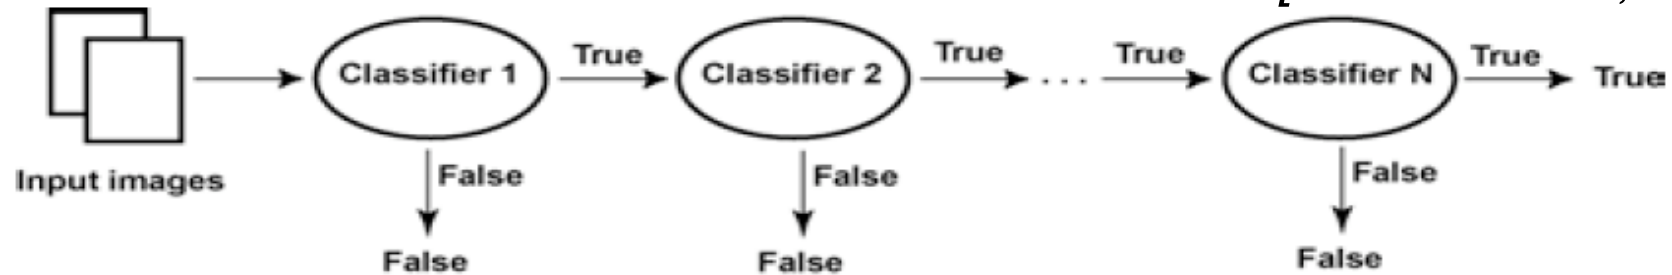 True True True True
Classifier 1 Classifier 2 ... Classifier N True
Input images False False False
False False False